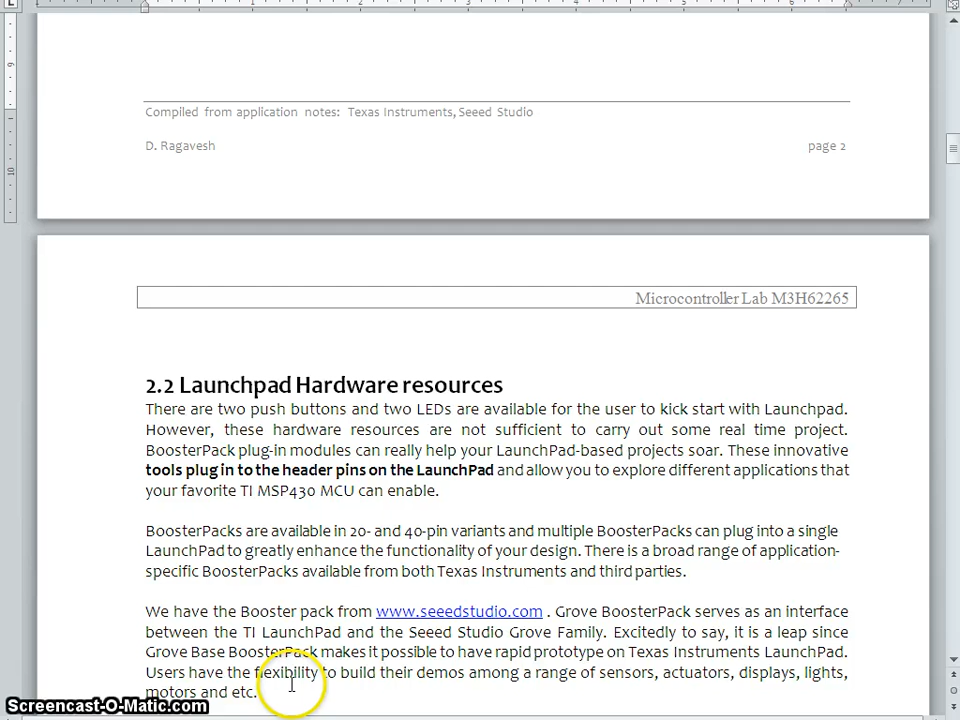 Compiled from application notes: Texas Instruments, Seeed Studio
D. Ragavesh page 2
Microcontroller Lab M3H62265
2.2 Launchpad Hardware resources
There are two push buttons and two LEDs are available for the user to kick start with Launchpad.
However, these hardware resources are not sufficient to carry out some real time project.
BoosterPack plug-in modules can really help your LaunchPad-based projects soar. These innovative
tools plug in to the header pins on the LaunchPad and allow you to explore different applications that
your favorite TI MSP430 MCU can enable.
BoosterPacks are available in 20- and 40-pin variants and multiple BoosterPacks can plug into a single
LaunchPad to greatly enhance the functionality of your design. There is a broad range of application-
specific BoosterPacks available from both Texas Instruments and third parties.
We have the Booster pack from www.seeedstudio.com . Grove BoosterPack serves as an interface
between the TI LaunchPad and the Seeed Studio Grove Family. Excitedly to say, it is a leap since
Grove Base BoosterPack makes it possible to have rapid prototype on Texas Instruments LaunchPad.
Users have the flexibility to build their demos among a range of sensors, actuators, displays, lights,
motors and etc.
Screencast-O-Matic.com